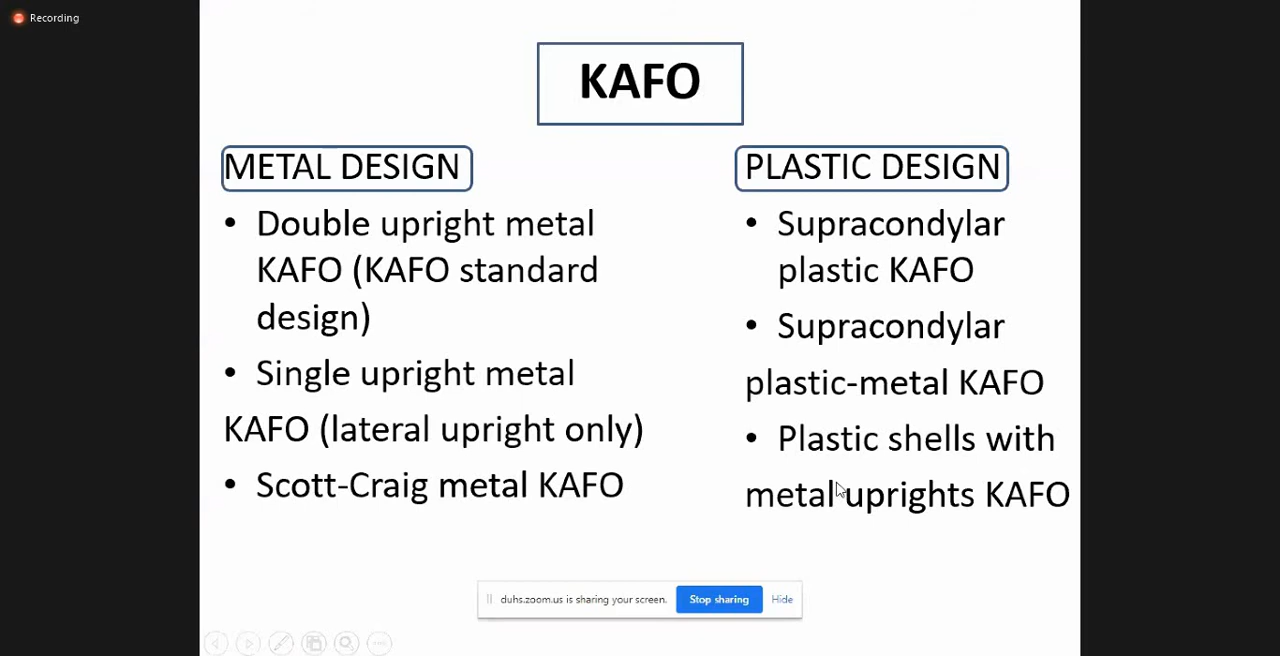 Recording
KAFO
METAL DESIGN
• Double upright metal
KAFO (KAFO standard
design)
• Single upright metal
KAFO (lateral upright only)
• Scott-Craig metal KAFO
PLASTIC DESIGN
• Supracondylar
plastic KAFO
• Supracondylar
plastic-metal KAFO
• Plastic shells with
metal uprights KAFO
duhs.zoom.us is sharing your screen. Stop sharing Hide